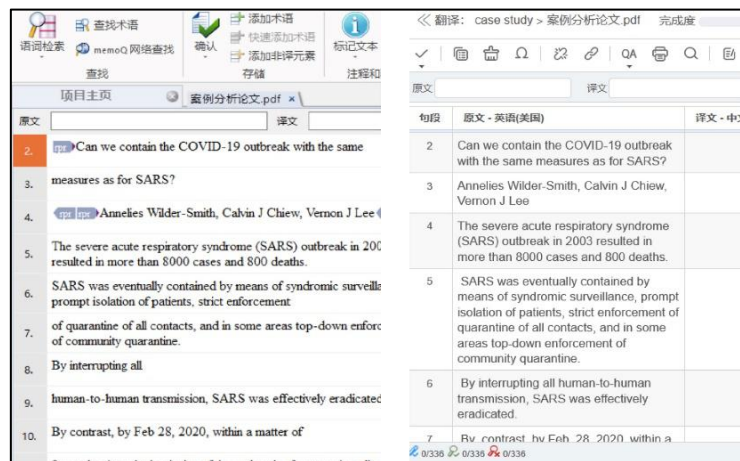 语词检索
查找术语
memoQ 网络查找
查找
确认
添加术语
快速添加术语
添加非译元素
存储
标记文本
注释和
项目主页
案例分析论文.pdf ×
原文
译文
2. rpr Can we contain the COVID-19 outbreak with the same
3. measures as for SARS?
4. rpr rpr Annelies Wilder-Smith, Calvin J Chiew, Vernon J Lee
5. The severe acute respiratory syndrome (SARS) outbreak in 200
resulted in more than 8000 cases and 800 deaths.
6. SARS was eventually contained by means of syndromic surveilla
prompt isolation of patients, strict enforcement
7. of quarantine of all contacts, and in some areas top-down enforc
of community quarantine.
8. By interrupting all
9. human-to-human transmission, SARS was effectively eradicated
10. By contrast, by Feb 28, 2020, within a matter of
翻译: case study > 案例分析论文.pdf 完成度
QA
原文
译文
句段 原文 - 英语(美国) 译文 - 中文
2 Can we contain the COVID-19 outbreak
with the same measures as for SARS?
3 Annelies Wilder-Smith, Calvin J Chiew,
Vernon J Lee
4 The severe acute respiratory syndrome
(SARS) outbreak in 2003 resulted in
more than 8000 cases and 800 deaths.
5 SARS was eventually contained by
means of syndromic surveillance, prompt
isolation of patients, strict enforcement of
quarantine of all contacts, and in some
areas top-down enforcement of
community quarantine.
6 By interrupting all human-to-human
transmission, SARS was effectively
eradicated.
7 By contrast, by Feb 28, 2020, within a
0/336 0/336 0/336